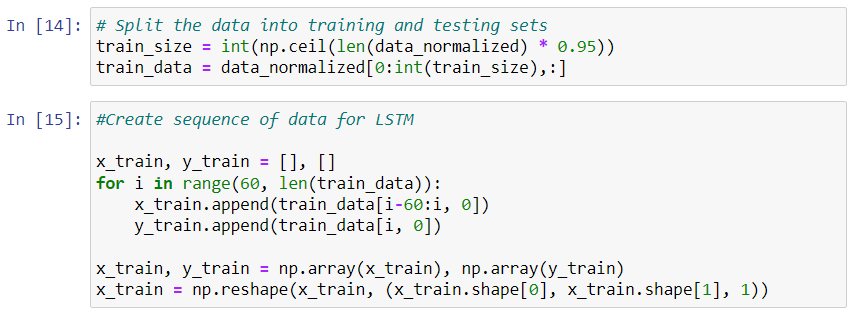 In [14]: # Split the data into training and testing sets
train_size = int(np.ceil(len(data_normalized) * 0.95))
train_data = data_normalized[0:int(train_size),:]
In [15]: #Create sequence of data for LSTM
x_train, y_train = [], []
for i in range(60, len(train_data)):
    x_train.append(train_data[i-60:i, 0])
    y_train.append(train_data[i, 0])
x_train, y_train = np.array(x_train), np.array(y_train)
x_train = np.reshape(x_train, (x_train.shape[0], x_train.shape[1], 1))